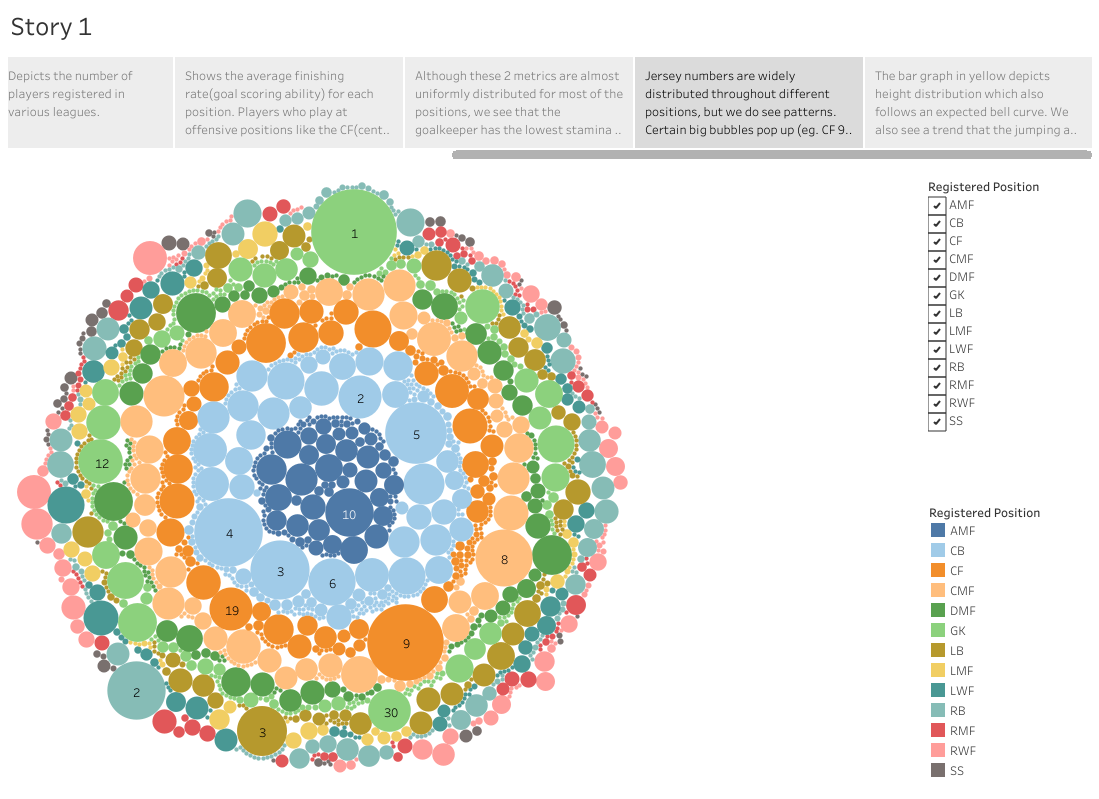 Story 1
Depicts the number of
players registered in
various leagues.
Shows the average finishing
rate(goal scoring ability) for each
position. Players who play at
offensive positions like the CF(cent..
Although these 2 metrics are almost
uniformly distributed for most of the
positions, we see that the
goalkeeper has the lowest stamina ..
Jersey numbers are widely
distributed throughout different
positions, but we do see patterns.
Certain big bubbles pop up (eg. CF 9..
The bar graph in yellow depicts
height distribution which also
follows an expected bell curve. We
also see a trend that the jumping a..
1
2
5
12
10
4
8
3
6
19
9
2
30
3
Registered Position
AMF
CB
CF
CMF
DMF
GK
LB
LMF
LWF
RB
RMF
RWF
SS
Registered Position
AMF
CB
CF
CMF
DMF
GK
LB
LMF
LWF
RB
RMF
RWF
SS